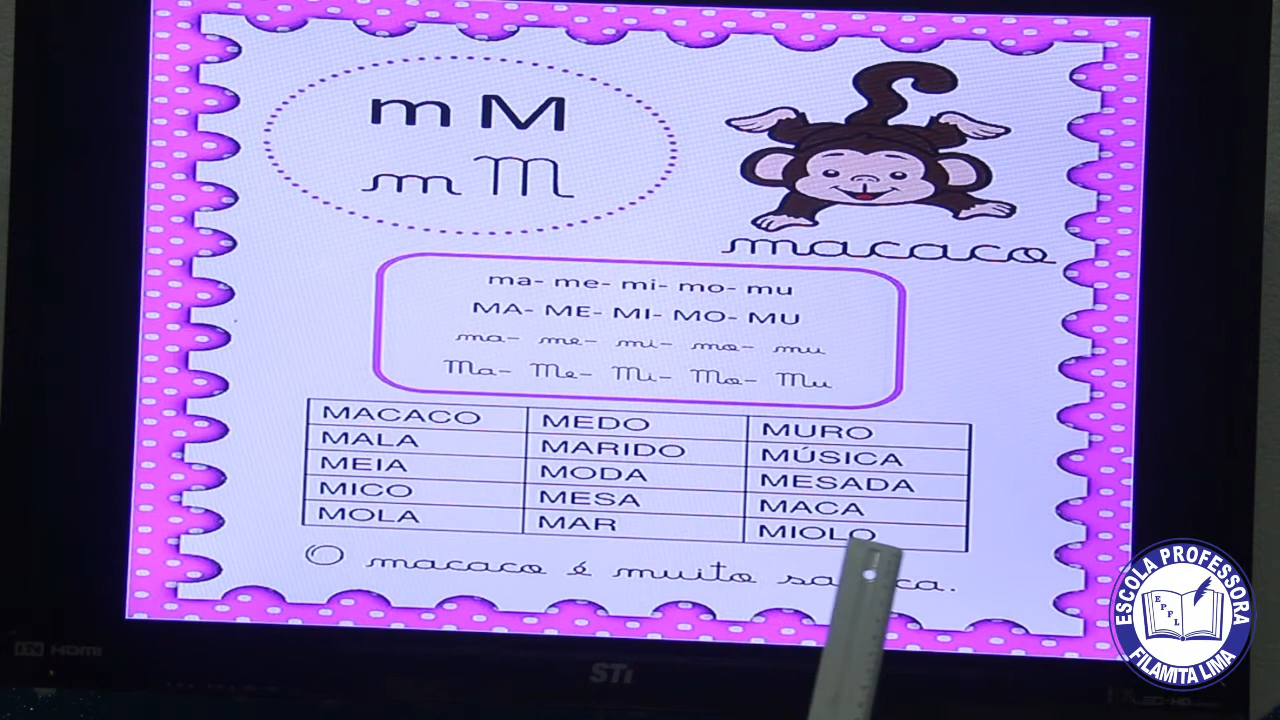 m M
m M
macaco
ma- me- mi- mo- mu
MA- ME- MI- MO- MU
ma- me- mi- mo- mu
Ma- Me- Mi- Mo- Mu
MACACO MEDO MURO
MALA MARIDO MÚSICA
MEIA MODA MESADA
MICO MESA MACA
MOLA MAR MIOLO
O macaco é muito
HDMI
STi
ESCOLA PROFESSORA
EPFL
FILAMITA LIMA